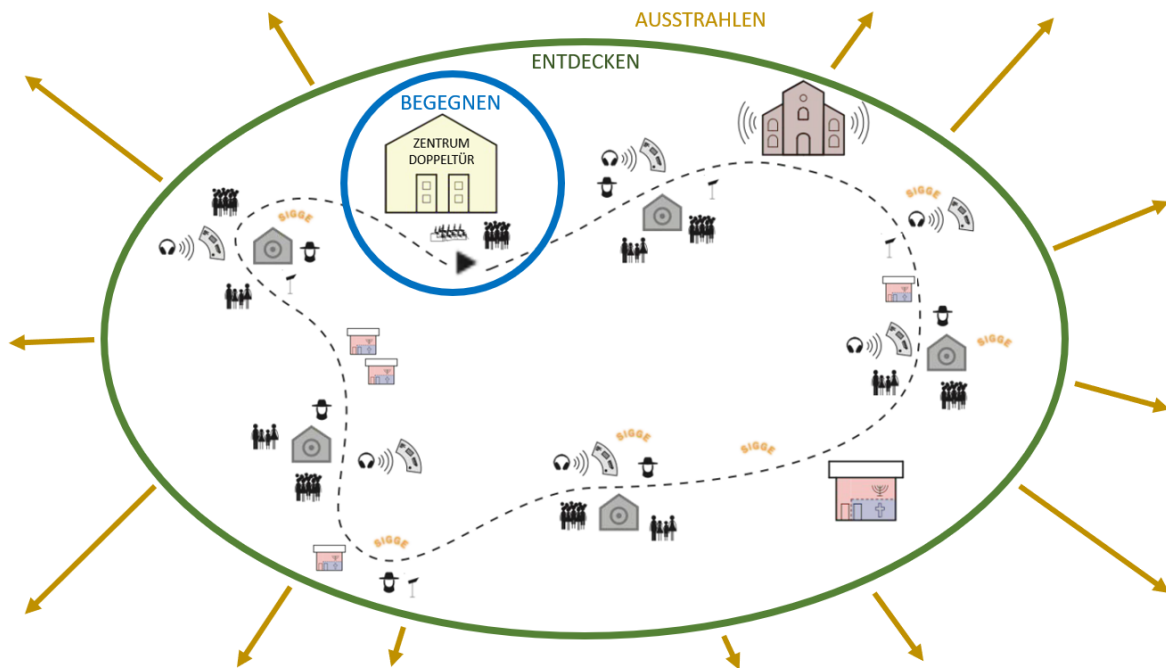 AUSSTRAHLEN
ENTDECKEN
BEGEGNEN
ZENTRUM
DOPPELTÜR
SIGGE
SIGGE
SIGGE
SIGGE
SIGGE
SIGGE